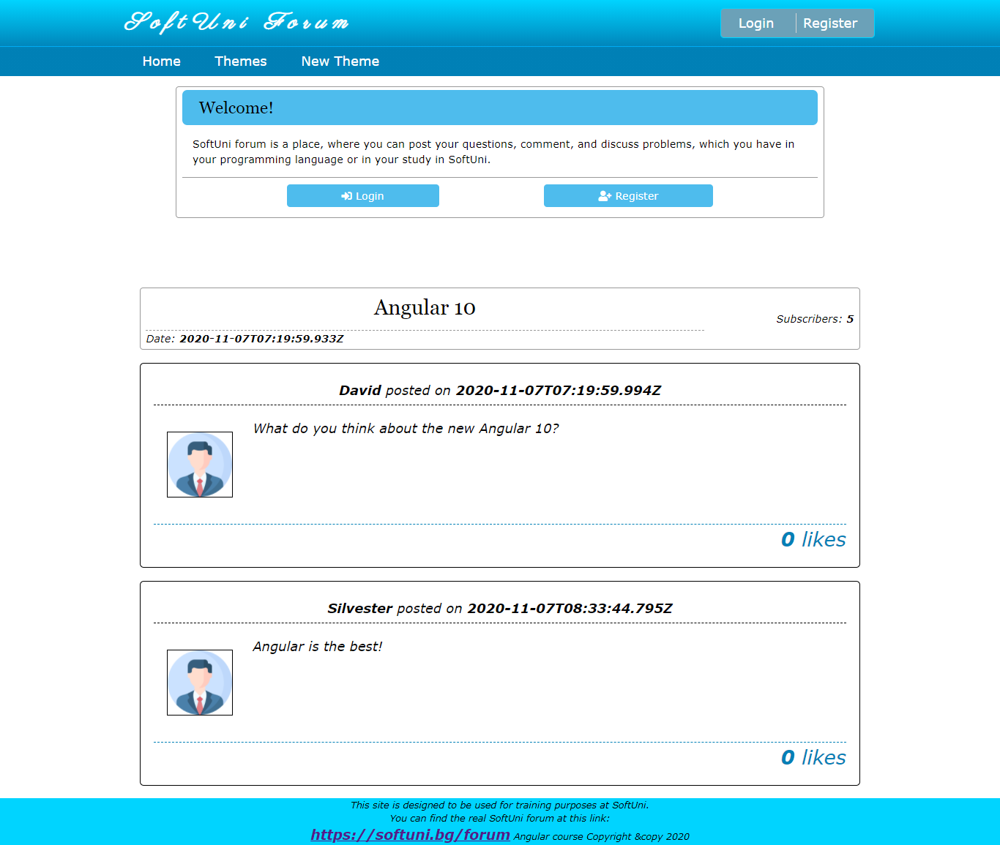 SoftUni Forum
Login Register
Home Themes New Theme
Welcome!
SoftUni forum is a place, where you can post your questions, comment, and discuss problems, which you have in
your programming language or in your study in SoftUni.
Login Register
Angular 10
Subscribers: 5
Date: 2020-11-07T07:19:59.933Z
David posted on 2020-11-07T07:19:59.994Z
What do you think about the new Angular 10?
0 likes
Silvester posted on 2020-11-07T08:33:44.795Z
Angular is the best!
0 likes
This site is designed to be used for training purposes at SoftUni.
You can find the real SoftUni forum at this link:
https://softuni.bg/forum Angular course Copyright &copy 2020